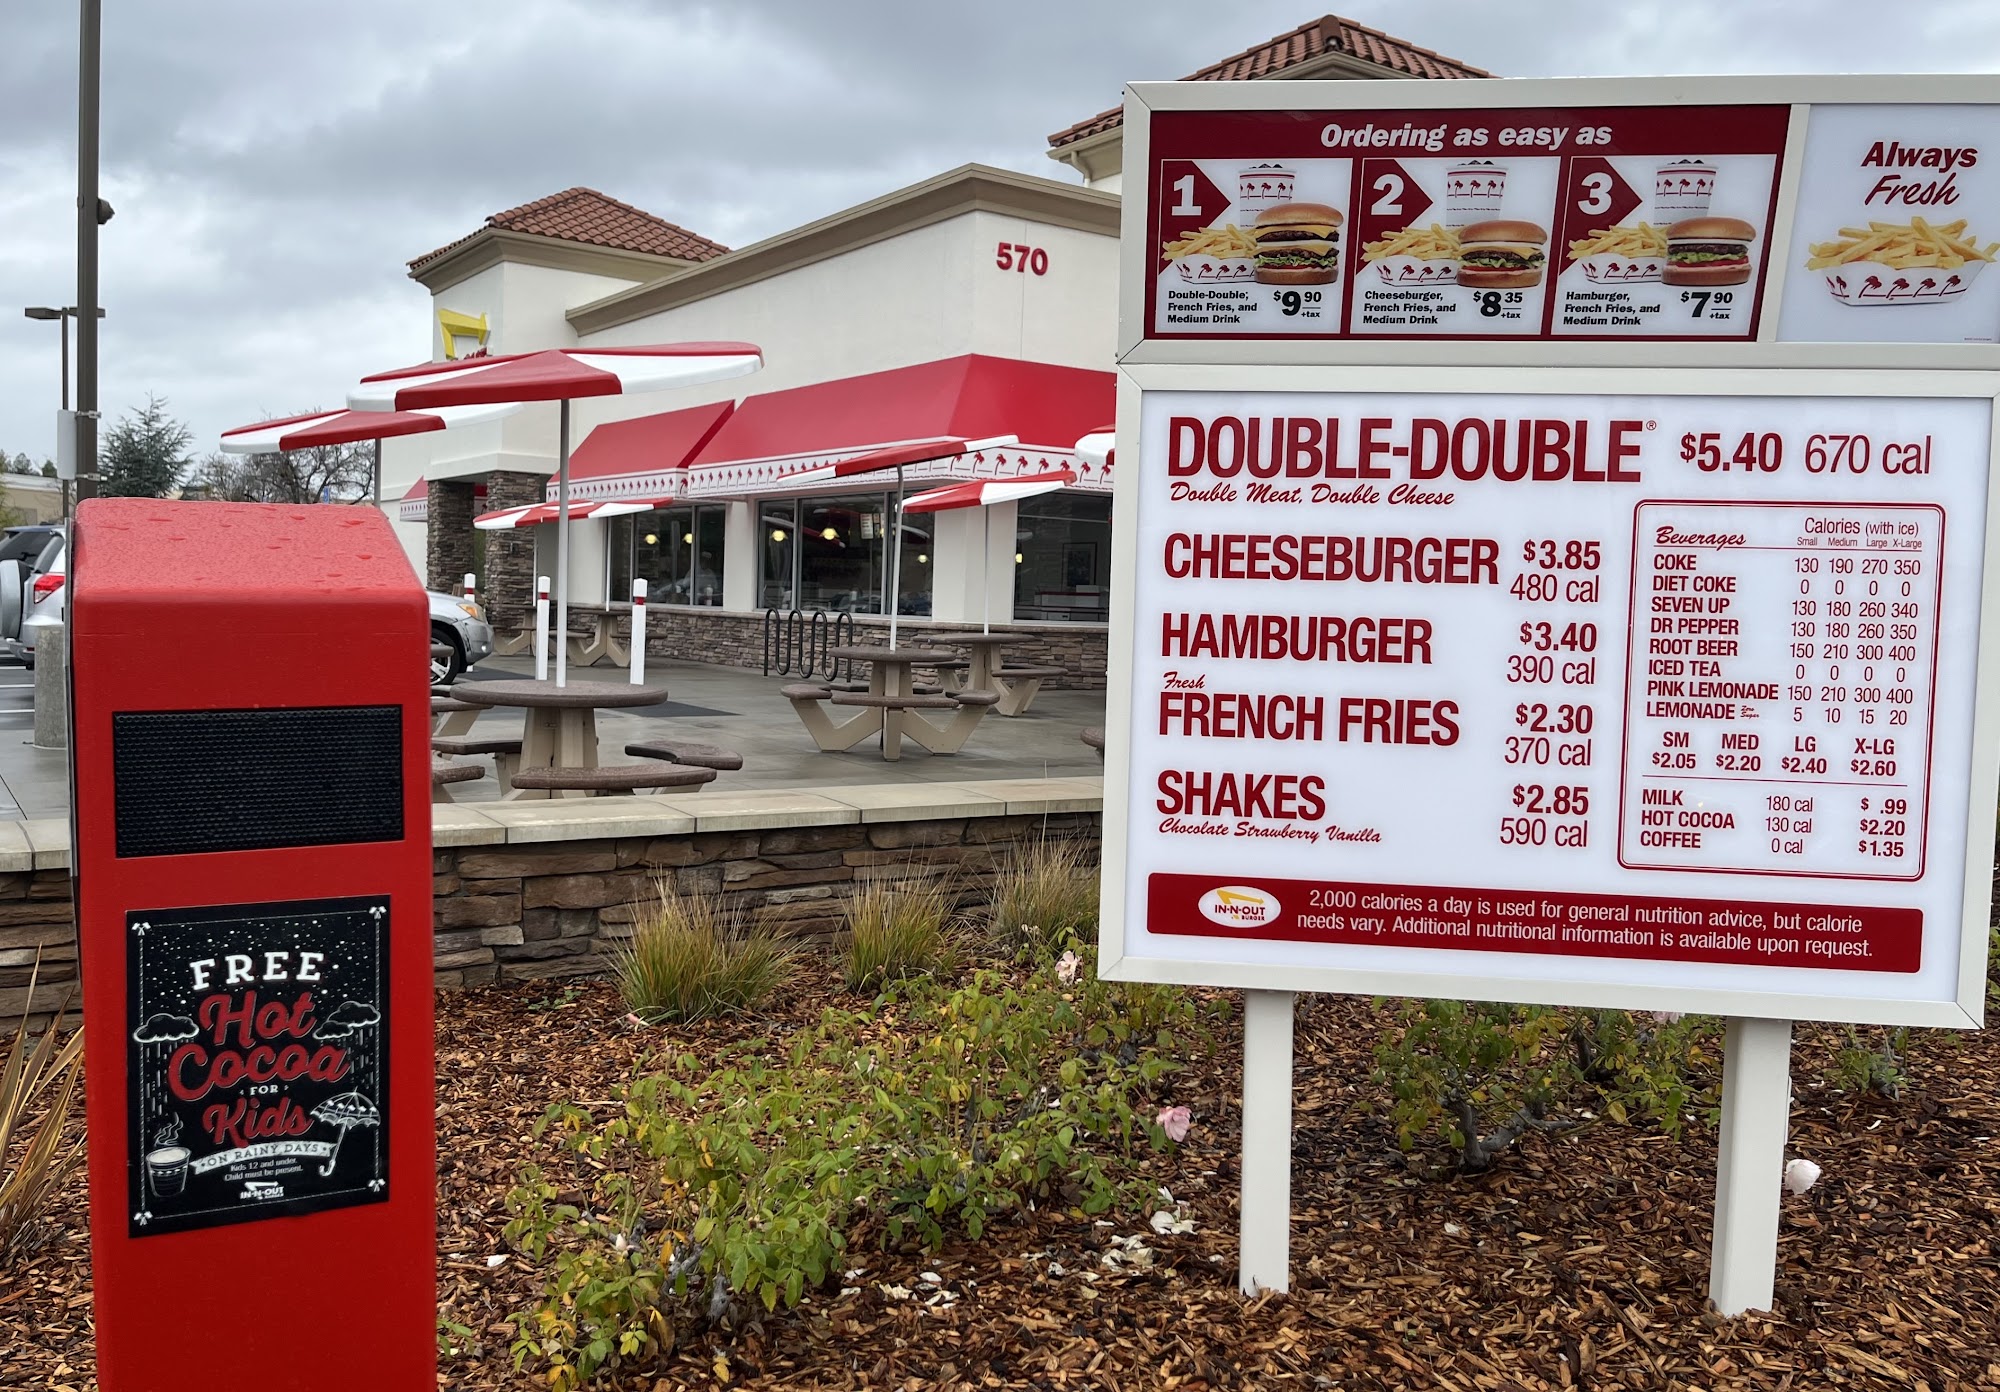 570
Ordering as easy as
1
Double-Double,
French Fries, and
Medium Drink
$9 90
+tax
2
Cheeseburger,
French Fries, and
Medium Drink
$8 35
+tax
3
Hamburger,
French Fries, and
Medium Drink
$7 90
+tax
Always
Fresh
DOUBLE-DOUBLE® $5.40 670 cal
Double Meat, Double Cheese
CHEESEBURGER $3.85
480 cal
HAMBURGER $3.40
390 cal
Fresh
FRENCH FRIES $2.30
370 cal
SHAKES $2.85
Chocolate Strawberry Vanilla 590 cal
Beverages Calories (with ice)
Small Medium Large X-Large
COKE 130 190 270 350
DIET COKE 0 0 0 0
SEVEN UP 130 180 260 340
DR PEPPER 130 180 260 350
ROOT BEER 150 210 300 400
ICED TEA 0 0 0 0
PINK LEMONADE 150 210 300 400
LEMONADE Zero Sugar 5 10 15 20
SM MED LG X-LG
$2.05 $2.20 $2.40 $2.60
MILK 180 cal $ .99
HOT COCOA 130 cal $2.20
COFFEE 0 cal $1.35
IN-N-OUT
BURGER
2,000 calories a day is used for general nutrition advice, but calorie
needs vary. Additional nutritional information is available upon request.
FREE
Hot
Cocoa
FOR
Kids
ON RAINY DAYS
Kids 12 and under.
Child must be present.
IN-N-OUT
BURGER